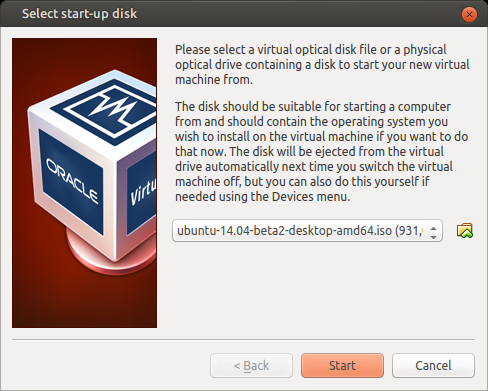 Select start-up disk
Please select a virtual optical disk file or a physical
optical drive containing a disk to start your new virtual
machine from.
The disk should be suitable for starting a computer
from and should contain the operating system you
wish to install on the virtual machine if you want to do
that now. The disk will be ejected from the virtual
drive automatically next time you switch the virtual
machine off, but you can also do this yourself if
needed using the Devices menu.
ORACLE
Virtu
ubuntu-14.04-beta2-desktop-amd64.iso (931,
< Back
Start
Cancel